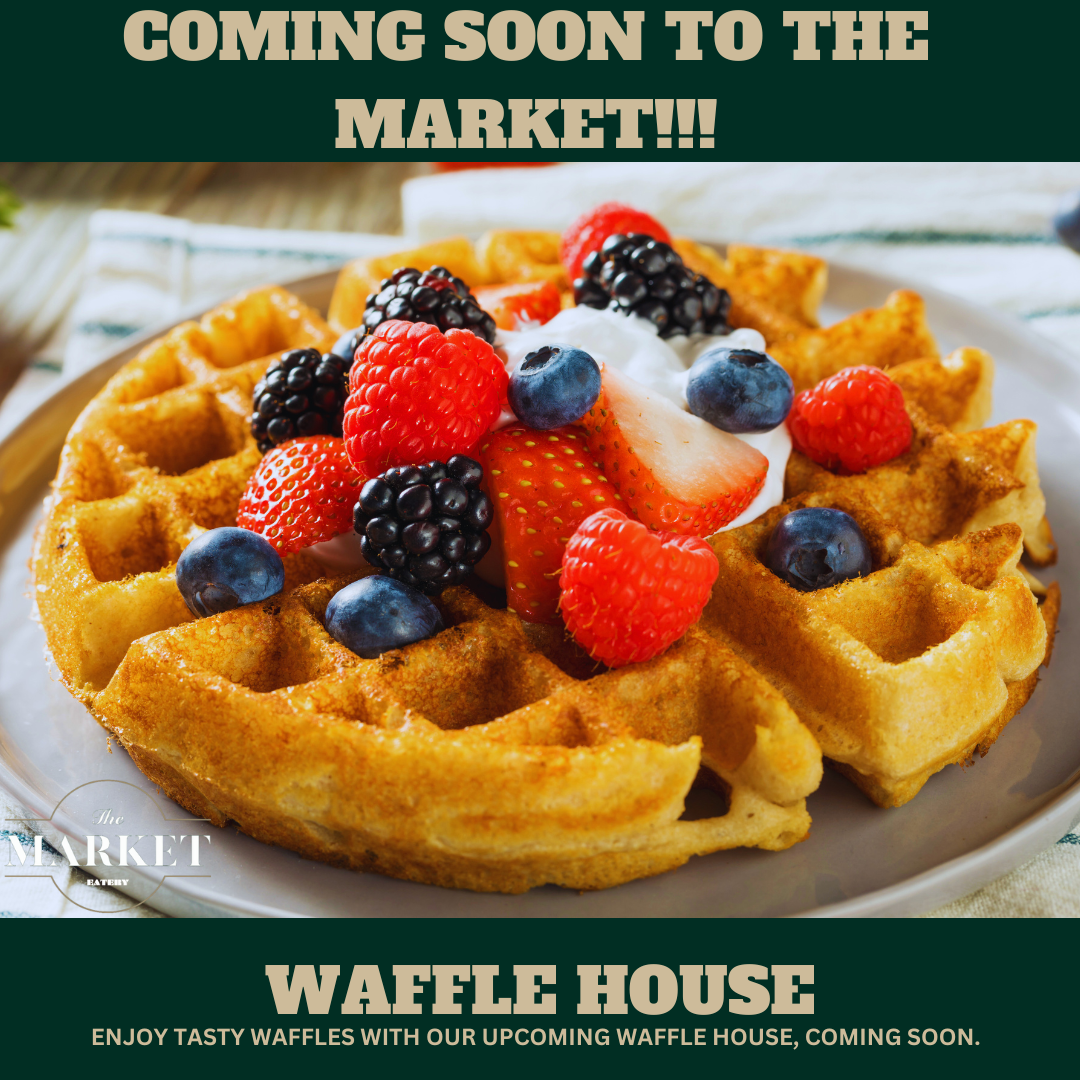 COMING SOON TO THE
MARKET!!!
The
MARKET
EATERY
WAFFLE HOUSE
ENJOY TASTY WAFFLES WITH OUR UPCOMING WAFFLE HOUSE, COMING SOON.